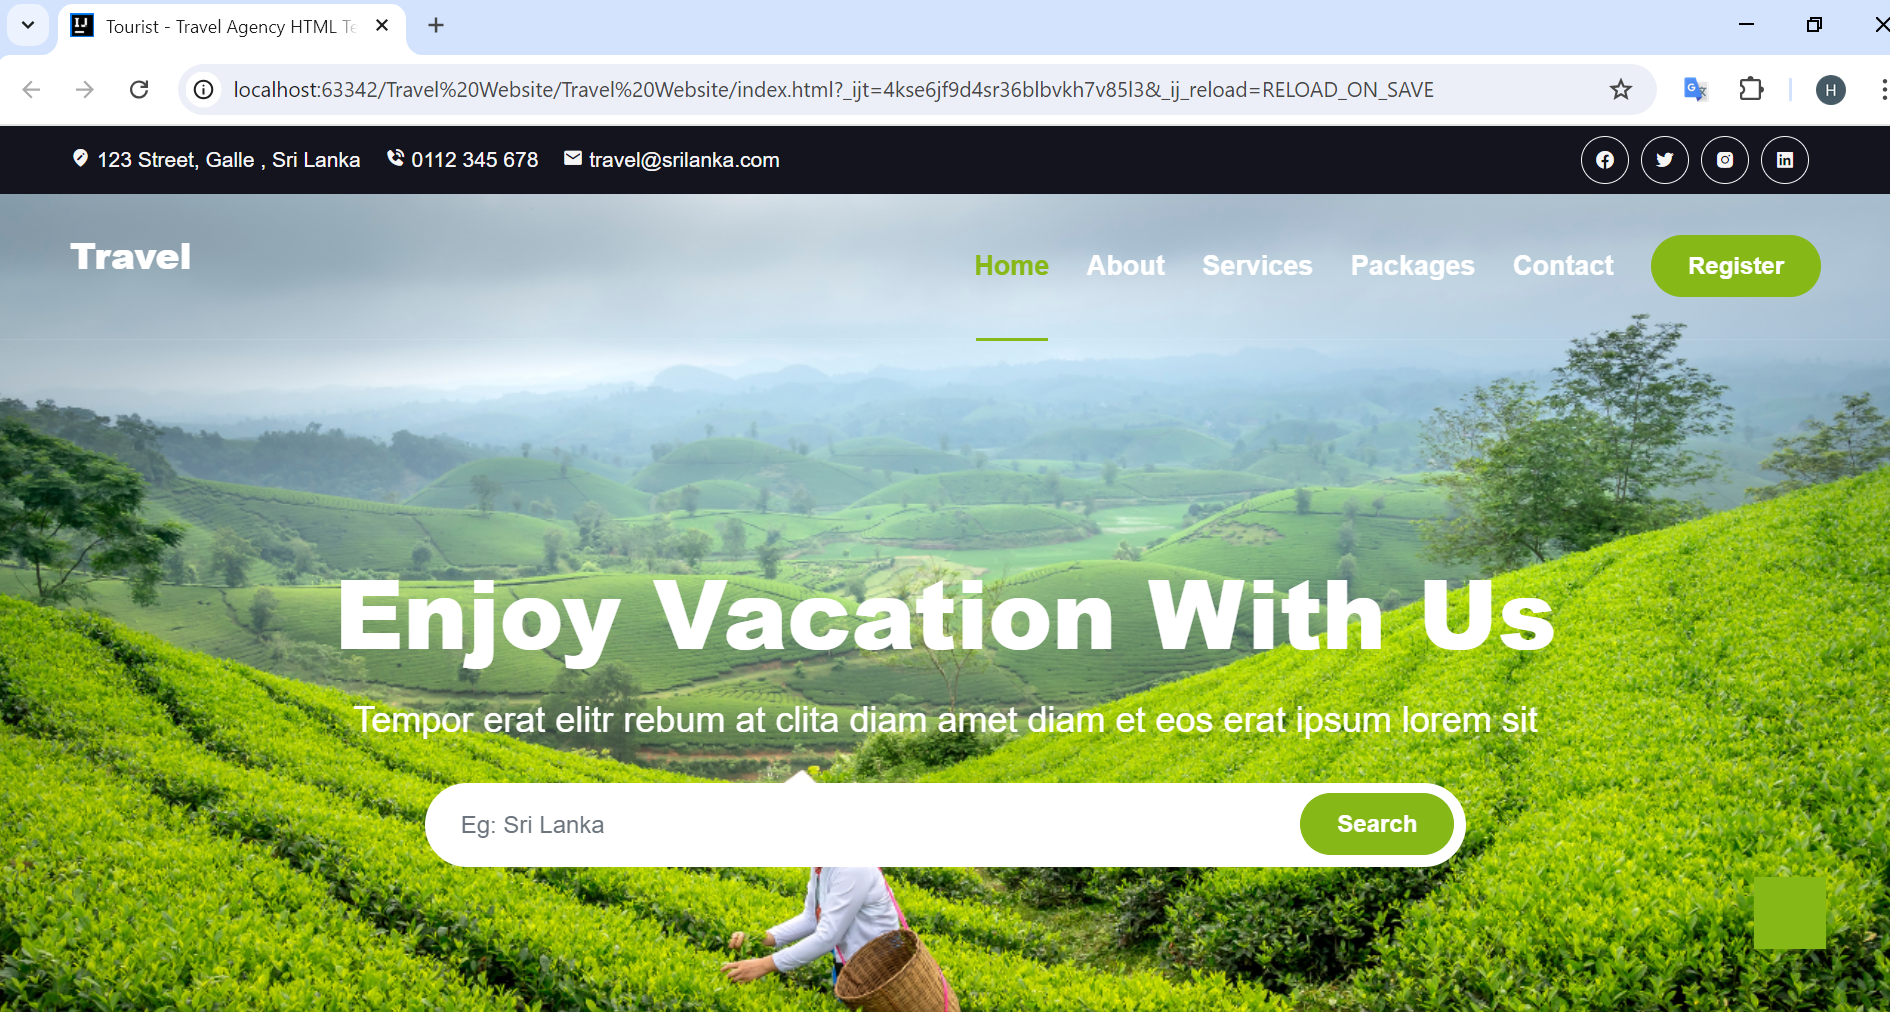 Tourist - Travel Agency HTML Te
localhost:63342/Travel%20Website/Travel%20Website/index.html?_ijt=4kse6jf9d4sr36blbvkh7v85l3&_ij_reload=RELOAD_ON_SAVE
H
123 Street, Galle , Sri Lanka 0112 345 678 travel@srilanka.com
Travel
Home About Services Packages Contact Register
Enjoy Vacation With Us
Tempor erat elitr rebum at clita diam amet diam et eos erat ipsum lorem sit
Eg: Sri Lanka Search